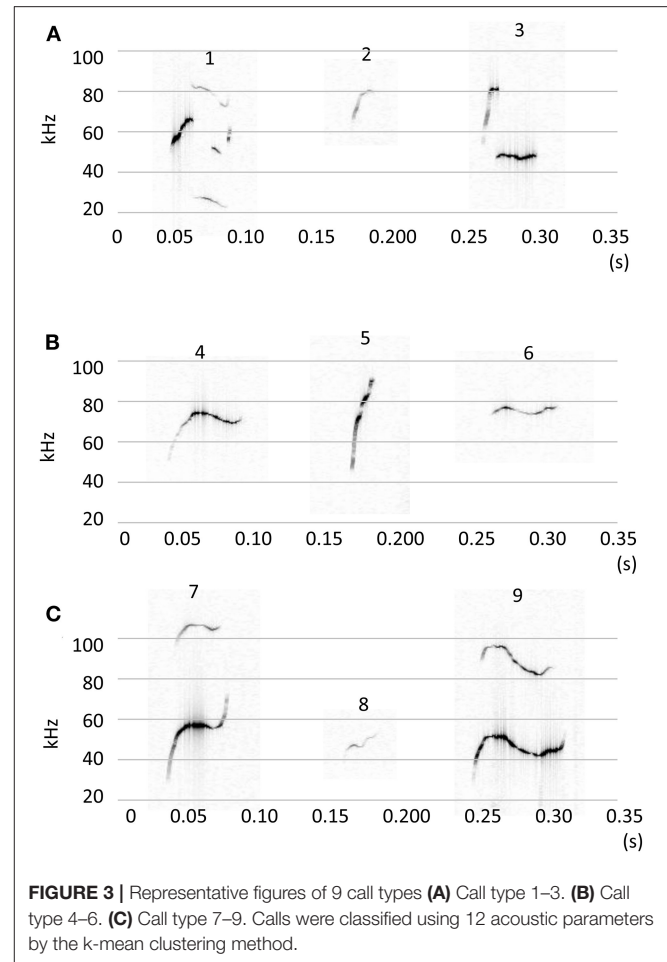 A
1
2
3
100
80
60
40
20
kHz
0 0.05 0.10 0.15 0.200 0.25 0.30 0.35
(s)
B
4
5
6
100
80
60
40
20
kHz
0 0.05 0.10 0.15 0.200 0.25 0.30 0.35
(s)
C
7
8
9
100
80
60
40
20
kHz
0 0.05 0.10 0.15 0.200 0.25 0.30 0.35
(s)
FIGURE 3 | Representative figures of 9 call types (A) Call type 1–3. (B) Call
type 4–6. (C) Call type 7–9. Calls were classified using 12 acoustic parameters
by the k-mean clustering method.